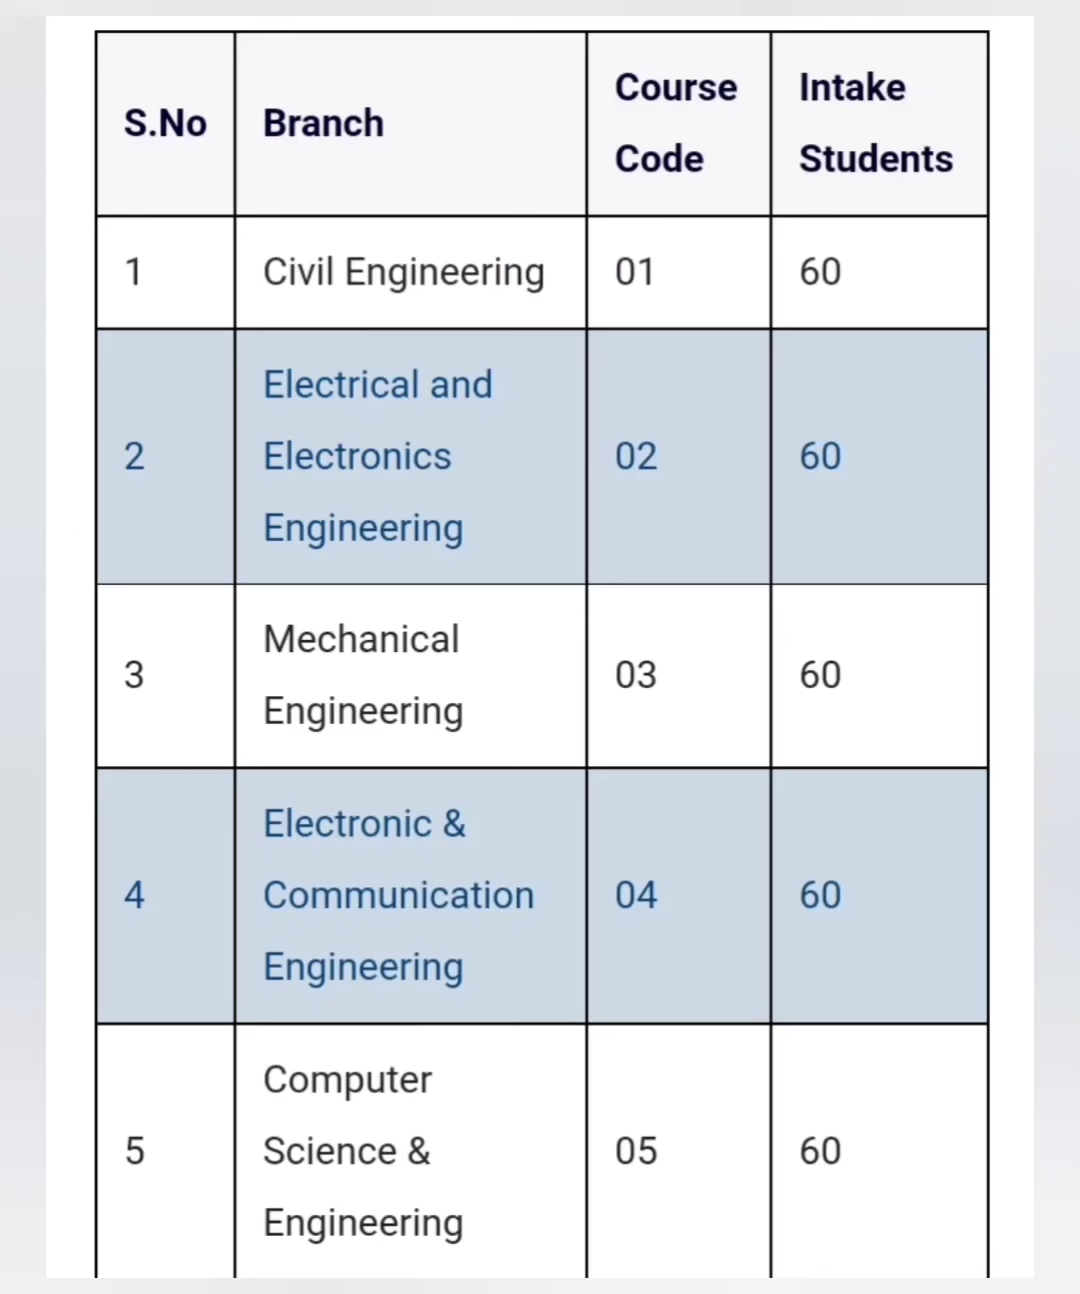 S.No Branch Course Code Intake Students
1 Civil Engineering 01 60
2 Electrical and Electronics Engineering 02 60
3 Mechanical Engineering 03 60
4 Electronic & Communication Engineering 04 60
5 Computer Science & Engineering 05 60